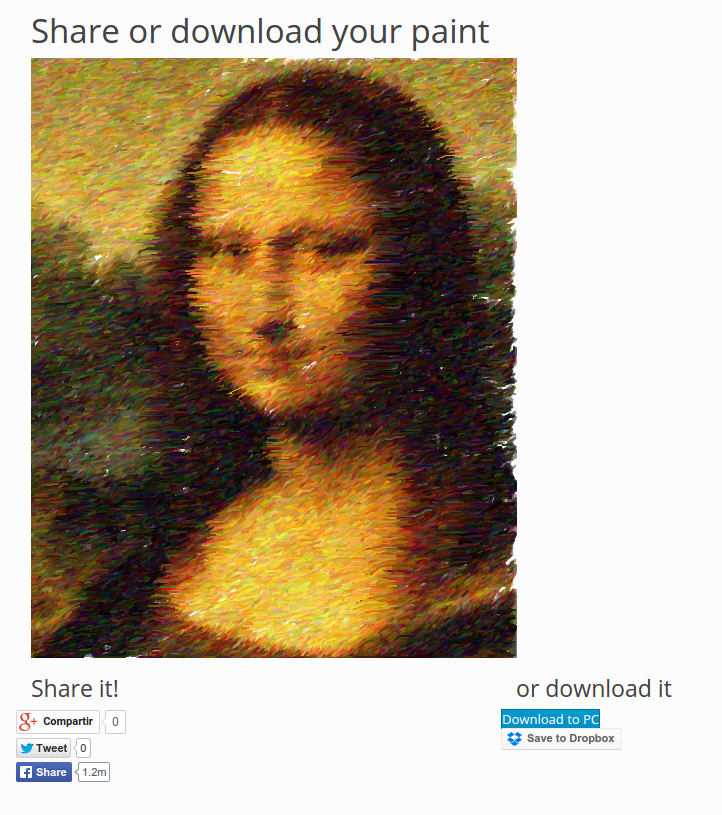 Share or download your paint
Share it!
g+ Compartir 0
Tweet 0
f Share 1.2m
or download it
Download to PC
Save to Dropbox